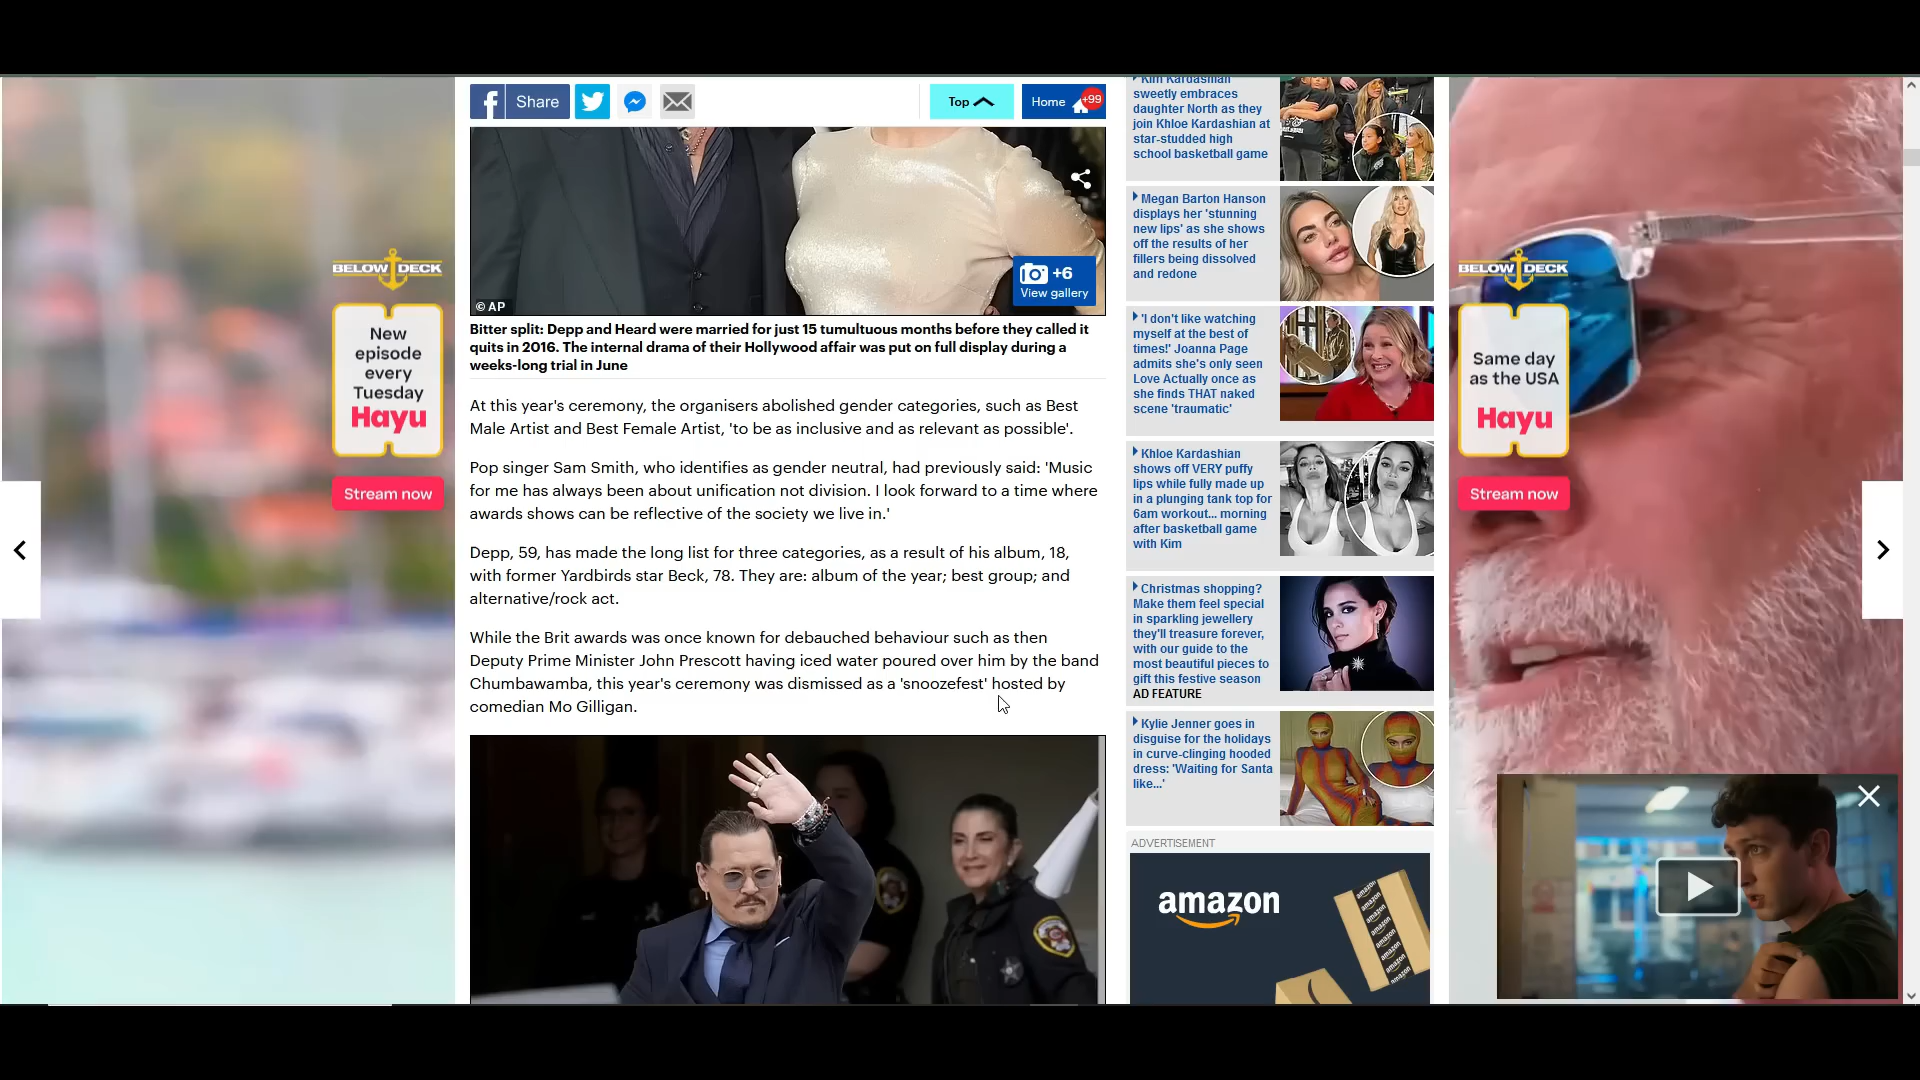 Share
Top
Home
+99
+6
View gallery
© AP
Bitter split: Depp and Heard were married for just 15 tumultuous months before they called it
quits in 2016. The internal drama of their Hollywood affair was put on full display during a
weeks-long trial in June
At this year's ceremony, the organisers abolished gender categories, such as Best
Male Artist and Best Female Artist, 'to be as inclusive and as relevant as possible'.
Pop singer Sam Smith, who identifies as gender neutral, had previously said: 'Music
for me has always been about unification not division. I look forward to a time where
awards shows can be reflective of the society we live in.'
Depp, 59, has made the long list for three categories, as a result of his album, 18,
with former Yardbirds star Beck, 78. They are: album of the year; best group; and
alternative/rock act.
While the Brit awards was once known for debauched behaviour such as then
Deputy Prime Minister John Prescott having iced water poured over him by the band
Chumbawamba, this year's ceremony was dismissed as a 'snoozefest' hosted by
comedian Mo Gilligan.
BELOW DECK
New
episode
every
Tuesday
Hayu
Stream now
Kim Kardashian
sweetly embraces
daughter North as they
join Khloe Kardashian at
star-studded high
school basketball game
Megan Barton Hanson
displays her 'stunning
new lips' as she shows
off the results of her
fillers being dissolved
and redone
'I don't like watching
myself at the best of
times!' Joanna Page
admits she's only seen
Love Actually once as
she finds THAT naked
scene 'traumatic'
Khloe Kardashian
shows off VERY puffy
lips while fully made up
in a plunging tank top for
6am workout... morning
after basketball game
with Kim
Christmas shopping?
Make them feel special
in sparkling jewellery
they'll treasure forever,
with our guide to the
most beautiful pieces to
gift this festive season
AD FEATURE
Kylie Jenner goes in
disguise for the holidays
in curve-clinging hooded
dress: 'Waiting for Santa
like...'
ADVERTISEMENT
amazon
amazon
amazon
amazon
amazon
amazon
amazon
BELOW DECK
Same day
as the USA
Hayu
Stream now